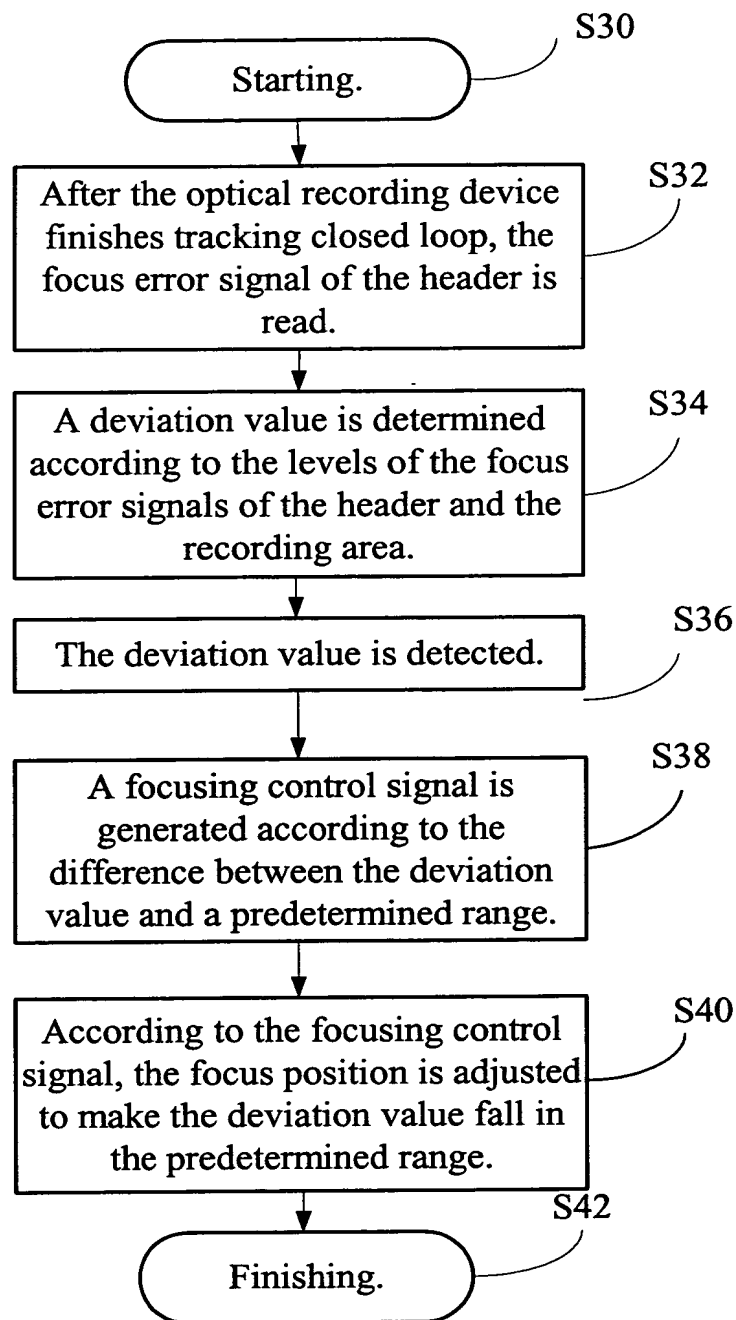 S30
Starting.
S32
After the optical recording device
finishes tracking closed loop, the
focus error signal of the header is
read.
S34
A deviation value is determined
according to the levels of the focus
error signals of the header and the
recording area.
S36
The deviation value is detected.
S38
A focusing control signal is
generated according to the
difference between the deviation
value and a predetermined range.
S40
According to the focusing control
signal, the focus position is adjusted
to make the deviation value fall in
the predetermined range.
S42
Finishing.